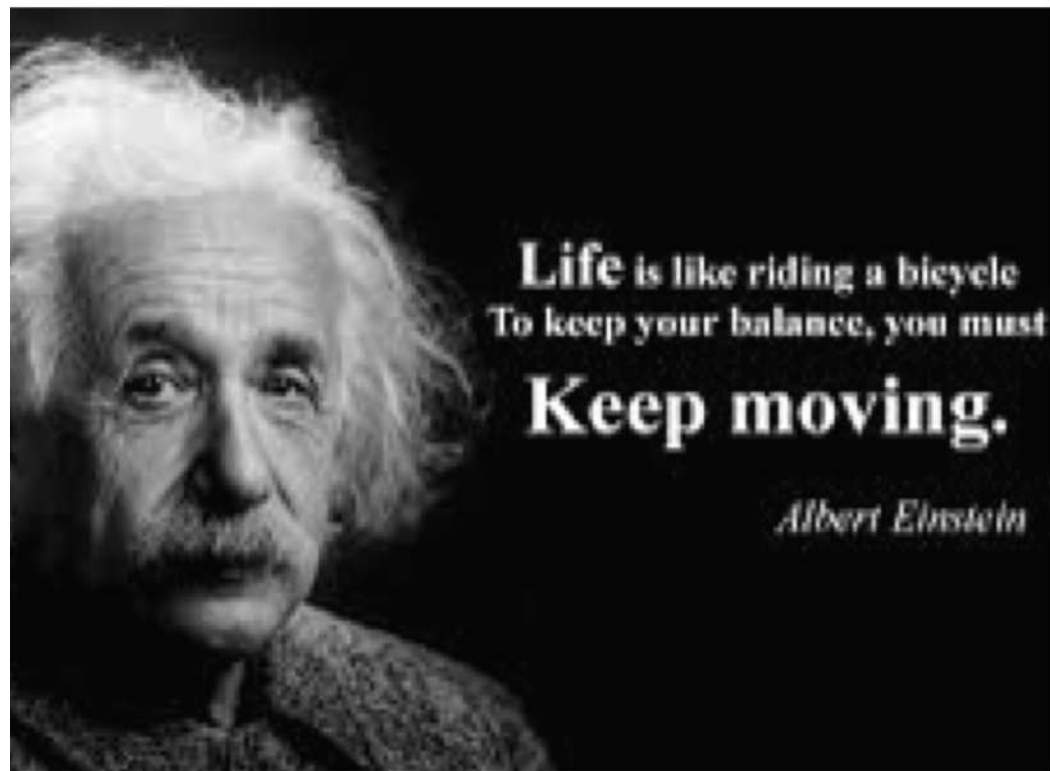 Life is like riding a bicycle
To keep your balance, you must
Keep moving.
Albert Einstein